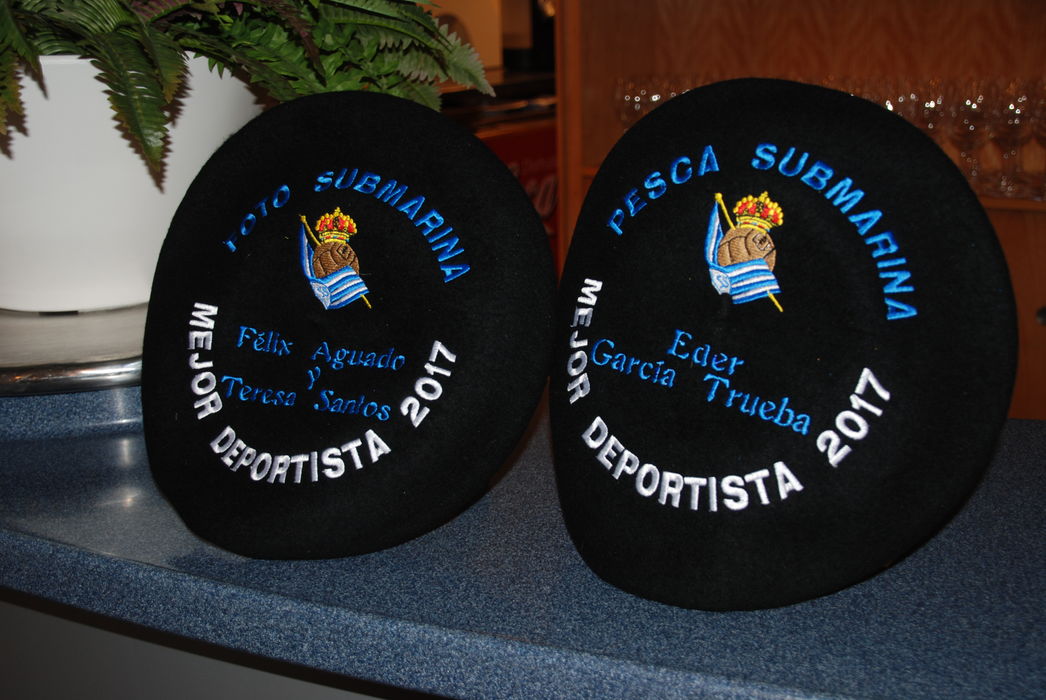 FOTO SUBMARINA
Félix Aguado
y
Teresa Santos
MEJOR DEPORTISTA 2017
PESCA SUBMARINA
Eder
García Trueba
MEJOR DEPORTISTA 2017